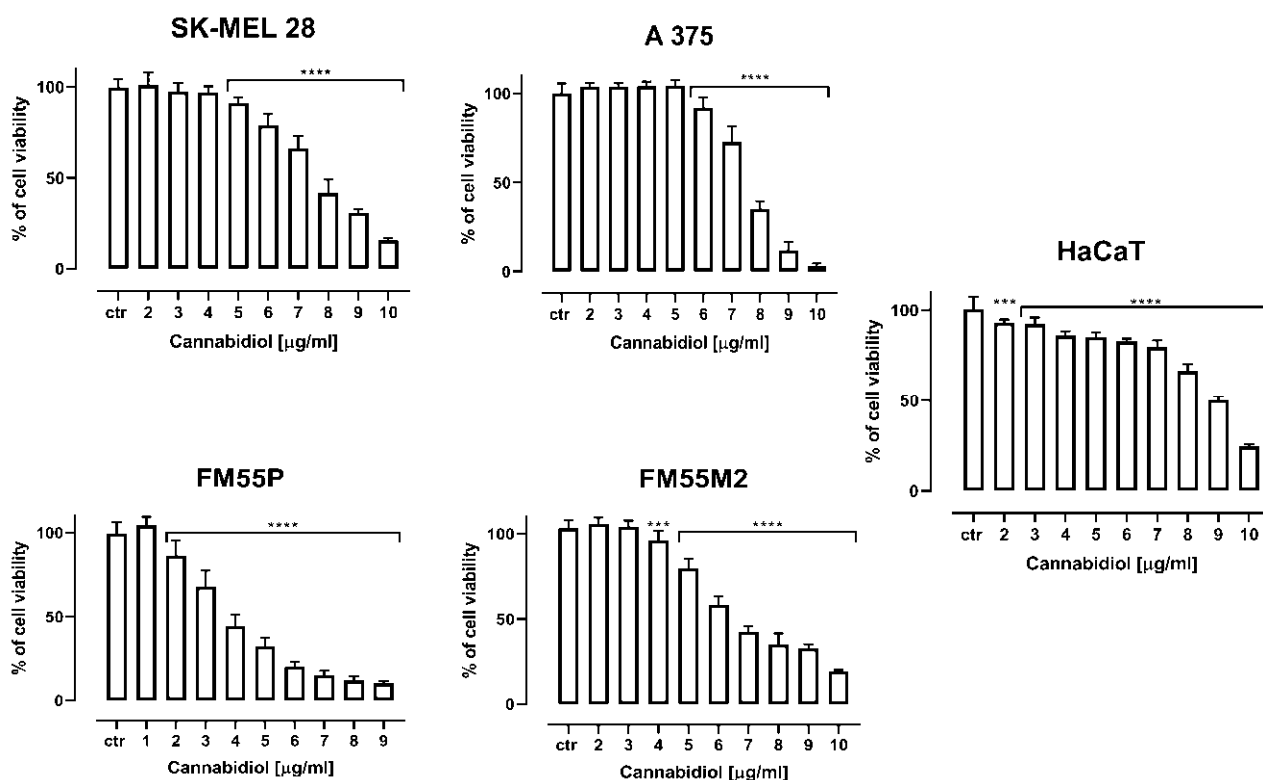 SK-MEL 28
****
100
50
0
% of cell viability
ctr 2 3 4 5 6 7 8 9 10
Cannabidiol [μg/ml]
A 375
****
100
50
0
% of cell viability
ctr 2 3 4 5 6 7 8 9 10
Cannabidiol [μg/ml]
HaCaT
*** ****
100
50
0
% of cell viability
ctr 2 3 4 5 6 7 8 9 10
Cannabidiol [μg/ml]
FM55P
****
100
50
0
% of cell viability
ctr 1 2 3 4 5 6 7 8 9
Cannabidiol [μg/ml]
FM55M2
*** ****
100
50
0
% of cell viability
ctr 2 3 4 5 6 7 8 9 10
Cannabidiol [μg/ml]